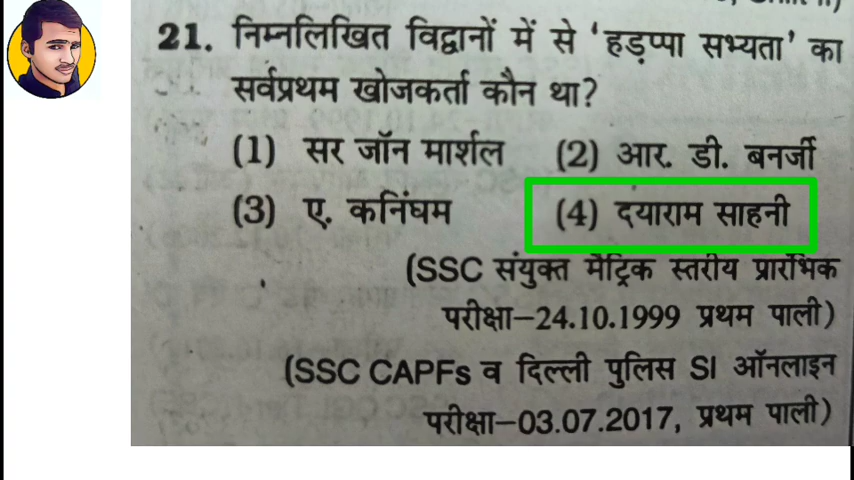 21. निम्नलिखित विद्वानों में से 'हड़प्पा सभ्यता' का
सर्वप्रथम खोजकर्ता कौन था?
(1) सर जॉन मार्शल (2) आर. डी. बनर्जी
(3) ए. कनिंघम (4) दयाराम साहनी
(SSC संयुक्त मैट्रिक स्तरीय प्रारंभिक
परीक्षा–24.10.1999 प्रथम पाली)
(SSC CAPFs व दिल्ली पुलिस SI ऑनलाइन
परीक्षा–03.07.2017, प्रथम पाली)